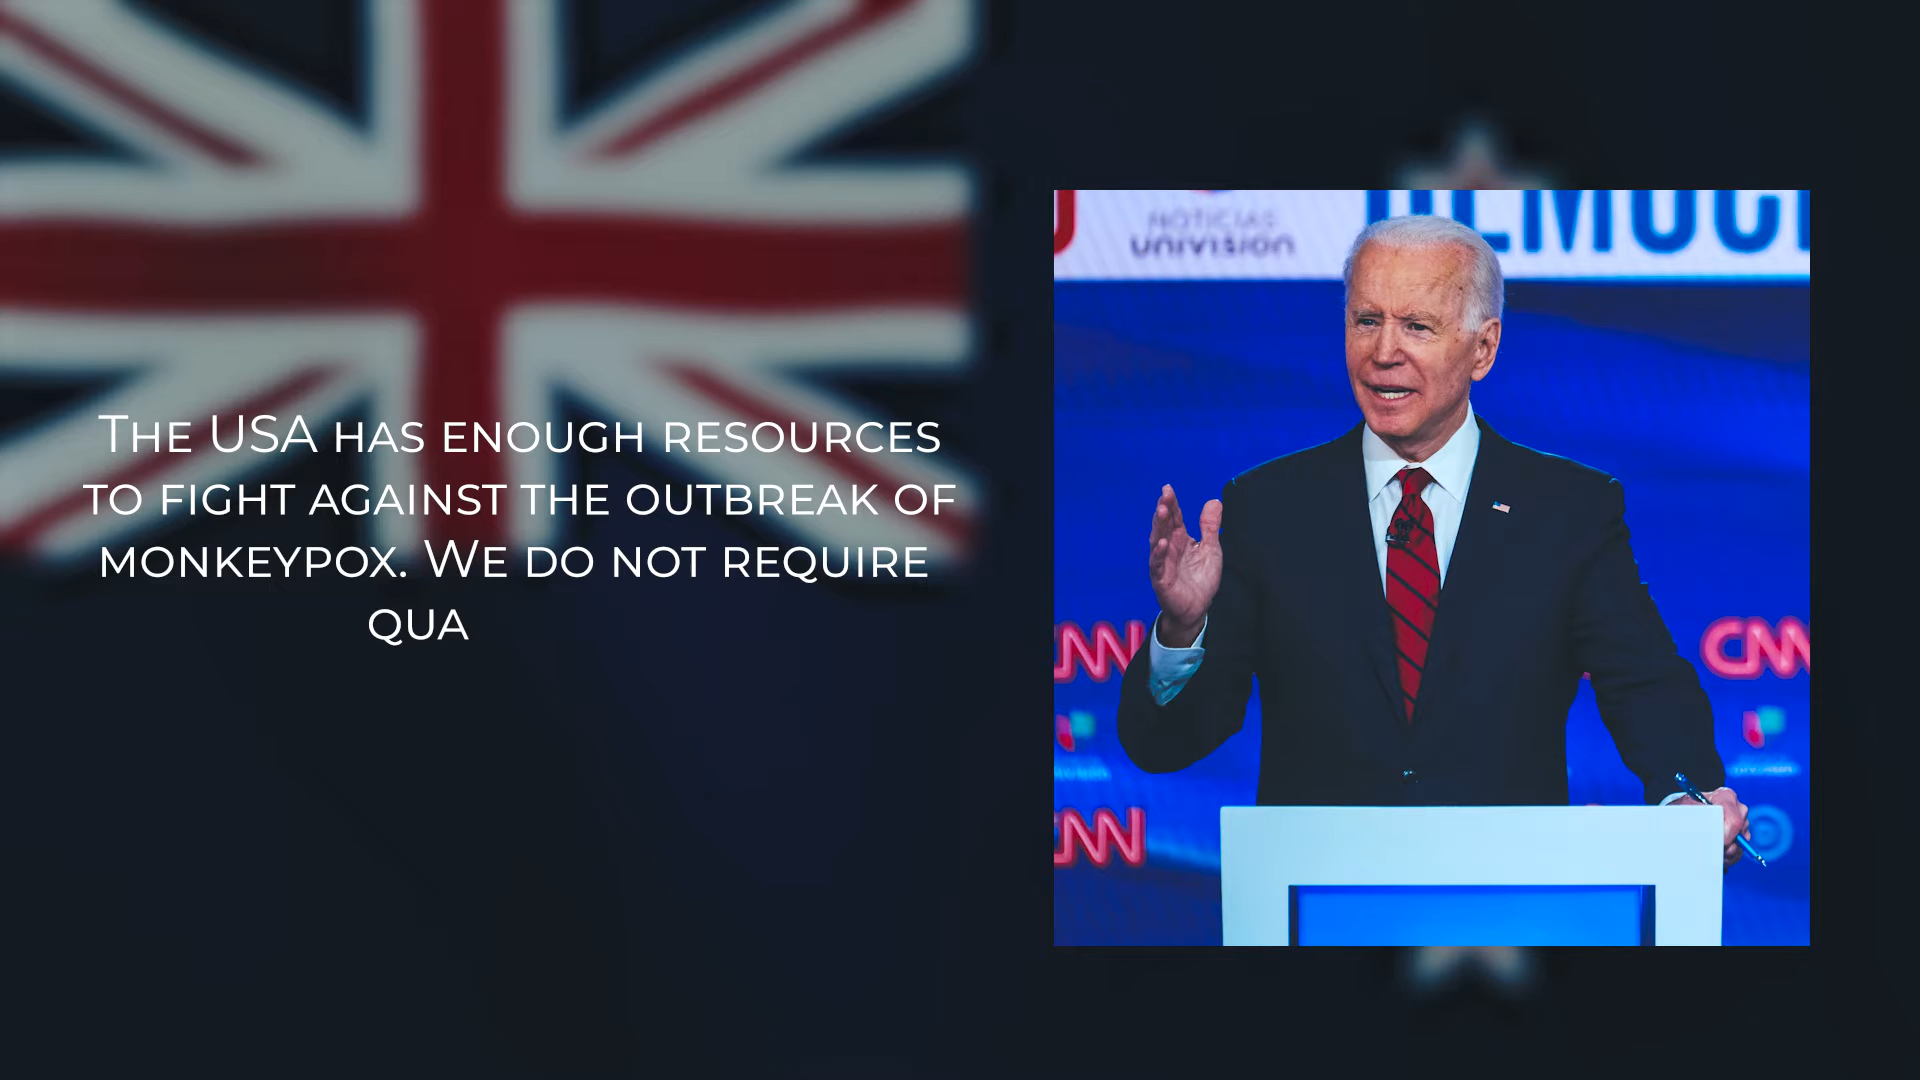 The USA has enough resources
to fight against the outbreak of
monkeypox. We do not require
qua
NOTICIAS
univision
DEMOC
CNN
CNN
CNN